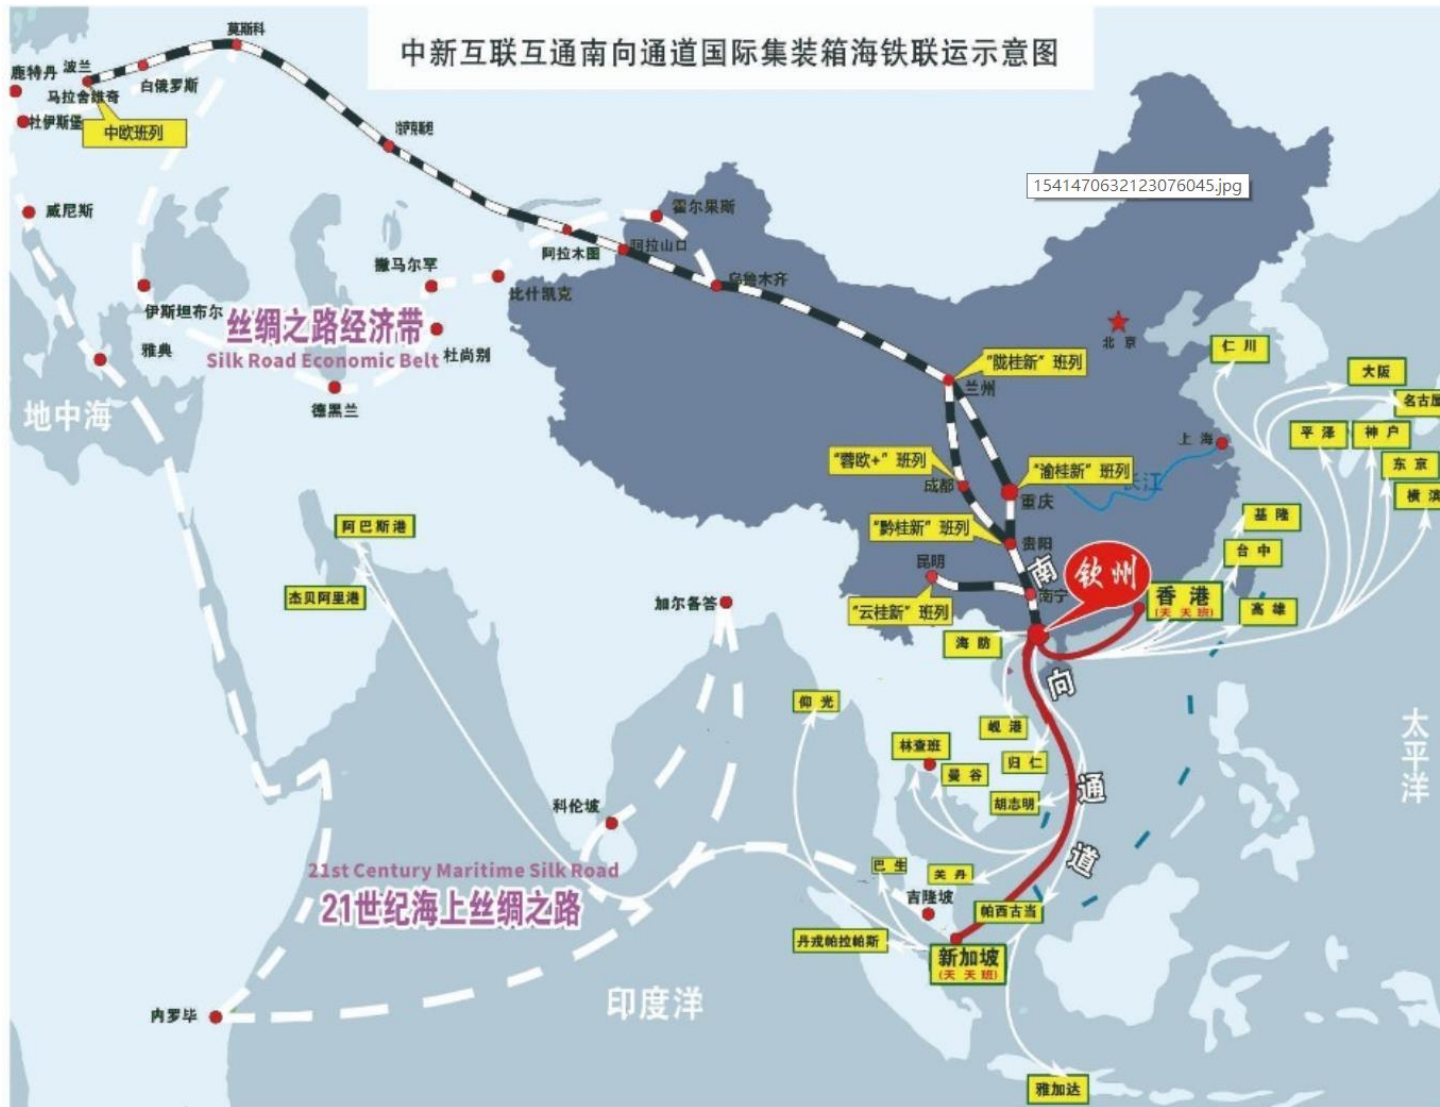 中新互联互通南向通道国际集装箱海铁联运示意图
莫斯科
鹿特丹
波兰
马拉舍维奇
白俄罗斯
杜伊斯堡
中欧班列
威尼斯
霍尔果斯
1541470632123076045.jpg
阿拉木图
阿拉山口
乌鲁木齐
撒马尔罕
比什凯克
伊斯坦布尔
丝绸之路经济带
Silk Road Economic Belt
雅典
杜尚别
德黑兰
地中海
北京
仁川
大阪
名古屋
平泽
神户
东京
横滨
"陇桂新" 班列
兰州
上海
"蓉欧+" 班列
成都
"渝桂新" 班列
重庆
长江
"黔桂新" 班列
贵阳
昆明
"云桂新" 班列
南宁
钦州
香港
(天天班)
基隆
台中
高雄
阿巴斯港
杰贝阿里港
加尔各答
海防
南向通道
仰光
岘港
归仁
林查班
曼谷
胡志明
太平洋
科伦坡
21st Century Maritime Silk Road
21世纪海上丝绸之路
巴生
关丹
吉隆坡
帕西古当
丹戎帕拉帕斯
新加坡
(天天班)
印度洋
内罗毕
雅加达